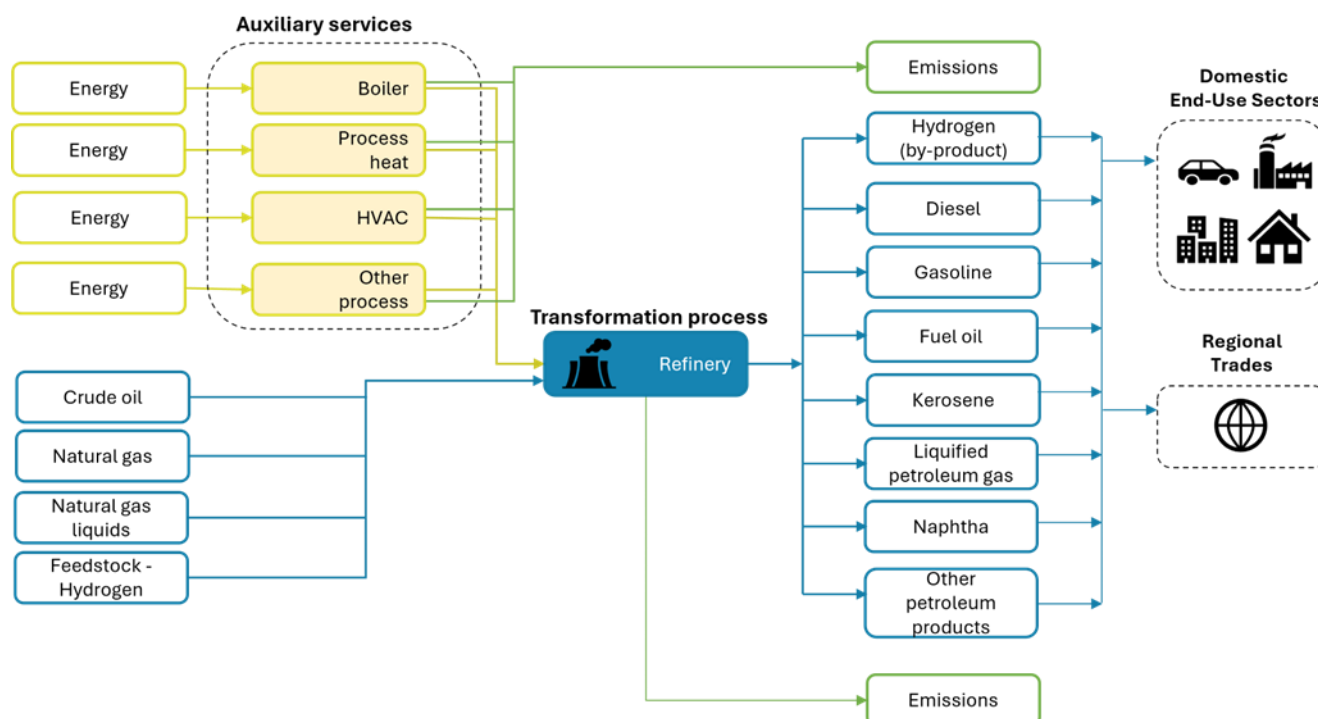 Auxiliary services
Energy
Boiler
Energy
Process
heat
Energy
HVAC
Energy
Other
process
Crude oil
Natural gas
Natural gas
liquids
Feedstock -
Hydrogen
Transformation process
Refinery
Emissions
Hydrogen
(by-product)
Diesel
Gasoline
Fuel oil
Kerosene
Liquified
petroleum gas
Naphtha
Other
petroleum
products
Emissions
Domestic
End-Use Sectors
Regional
Trades